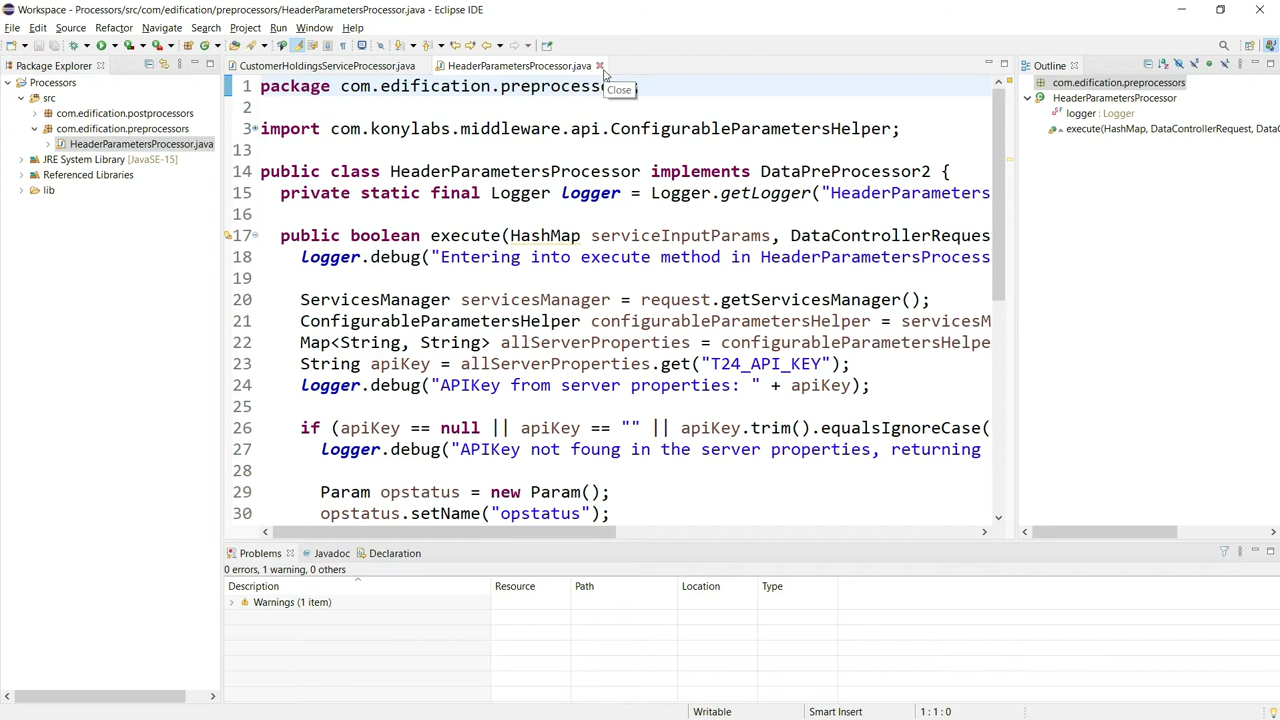 Workspace - Processors/src/com/edification/preprocessors/HeaderParametersProcessor.java - Eclipse IDE
File Edit Source Refactor Navigate Search Project Run Window Help
Package Explorer
CustomerHoldingsServiceProcessor.java
HeaderParametersProcessor.java
Outline
Processors
src
com.edification.postprocessors
com.edification.preprocessors
HeaderParametersProcessor.java
JRE System Library [JavaSE-15]
Referenced Libraries
lib
Close
1 package com.edification.preprocesso
2
3 import com.konylabs.middleware.api.ConfigurableParametersHelper;
13
14 public class HeaderParametersProcessor implements DataPreProcessor2 {
15 private static final Logger logger = Logger.getLogger("HeaderParameters
16
17 public boolean execute(HashMap serviceInputParams, DataControllerReques
18 logger.debug("Entering into execute method in HeaderParametersProcess
19
20 ServicesManager servicesManager = request.getServicesManager();
21 ConfigurableParametersHelper configurableParametersHelper = servicesM
22 Map<String, String> allServerProperties = configurableParametersHelpe
23 String apiKey = allServerProperties.get("T24_API_KEY");
24 logger.debug("APIKey from server properties: " + apiKey);
25
26 if (apiKey == null || apiKey == "" || apiKey.trim().equalsIgnoreCase(
27 logger.debug("APIKey not foung in the server properties, returning
28
29 Param opstatus = new Param();
30 opstatus.setName("opstatus");
com.edification.preprocessors
HeaderParametersProcessor
logger : Logger
execute(HashMap, DataControllerRequest, Da
Problems Javadoc Declaration
0 errors, 1 warning, 0 others
Description Resource Path Location Type
Warnings (1 item)
Writable Smart Insert 1 : 1 : 0